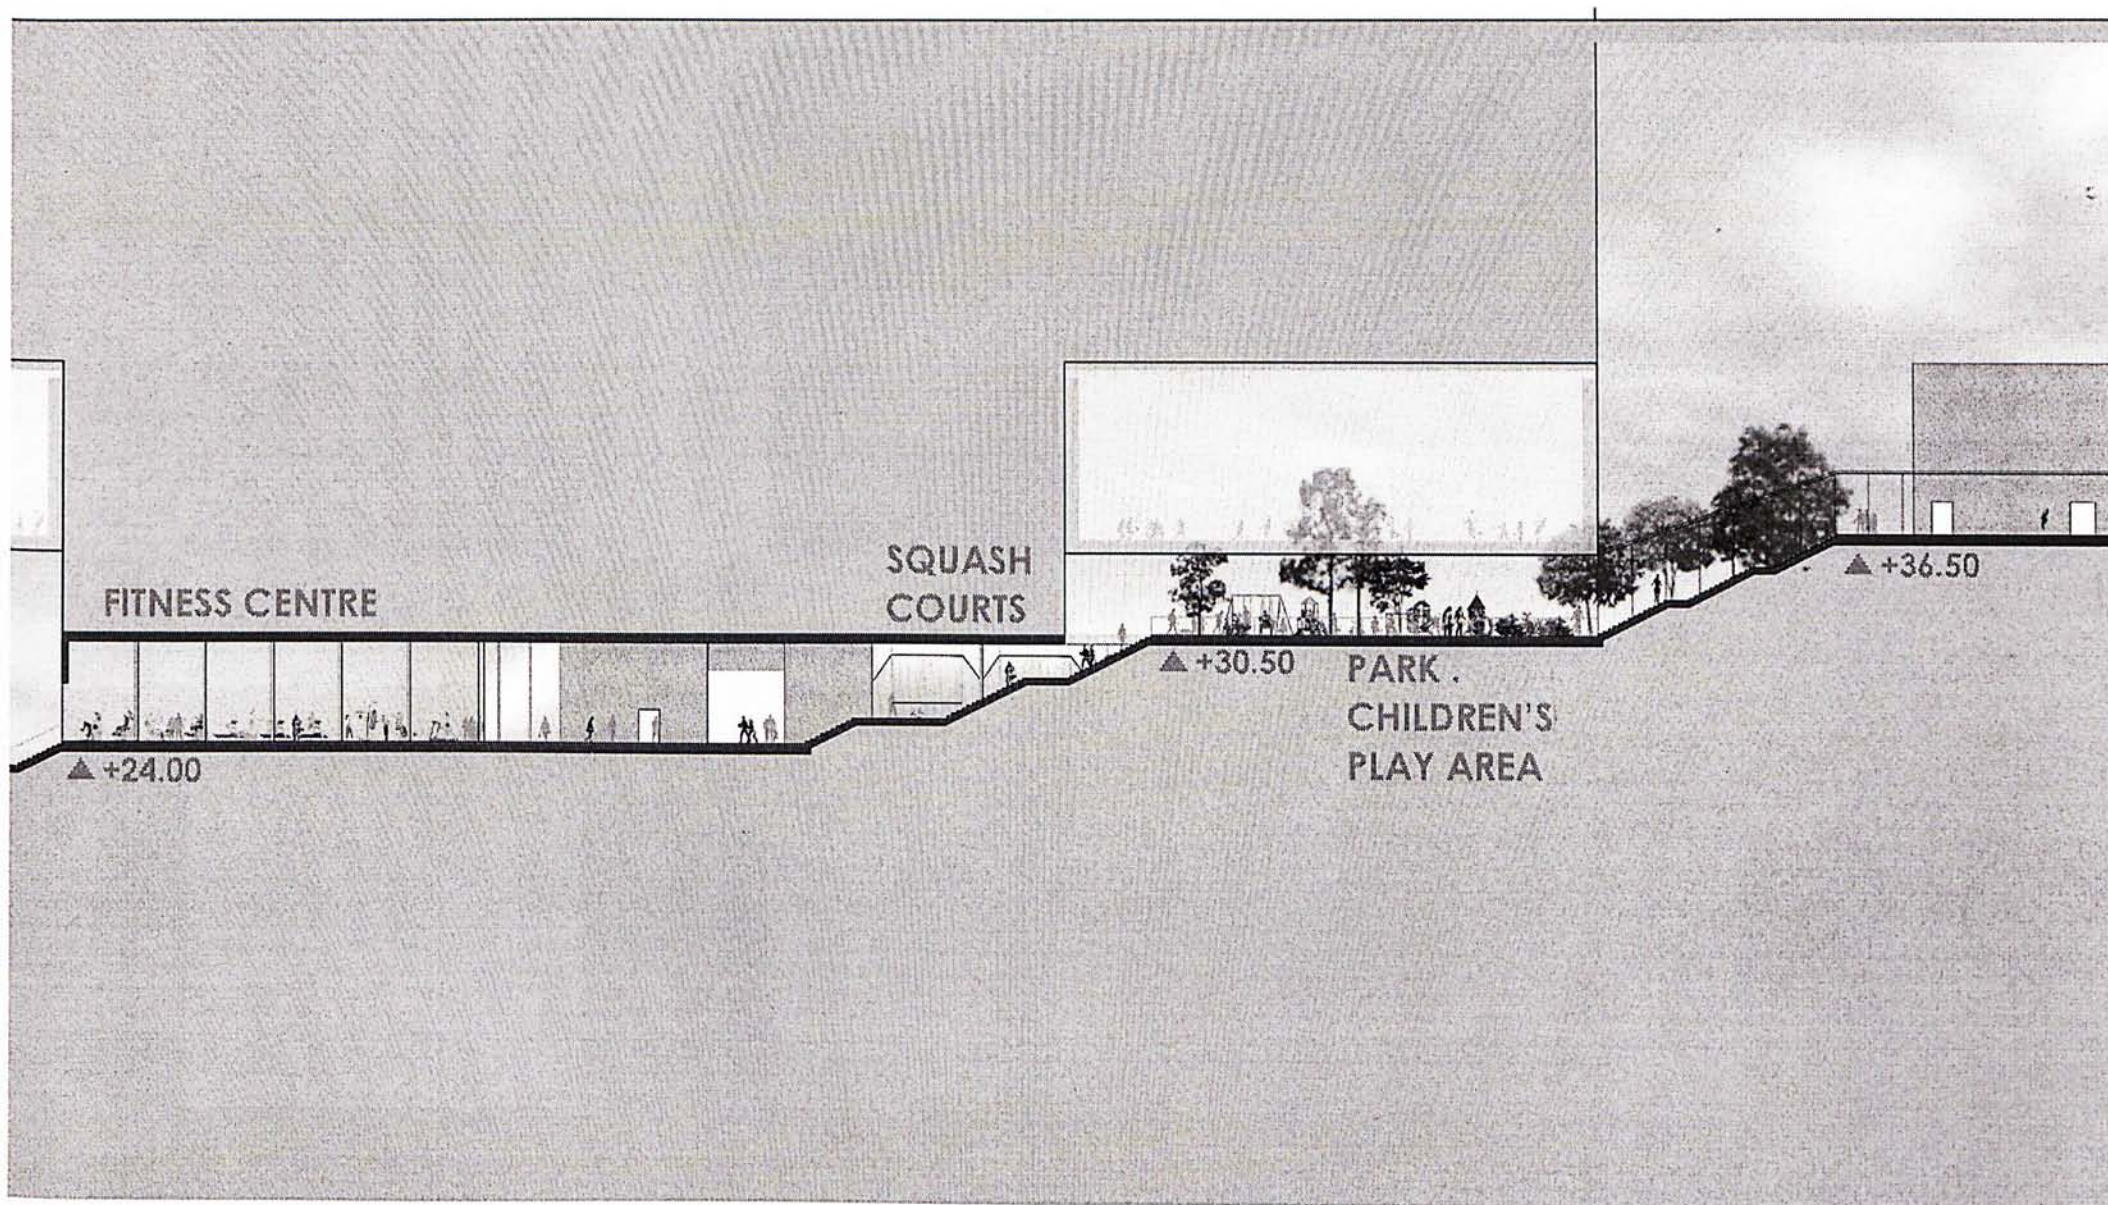 FITNESS CENTRE
SQUASH
COURTS
▲ +24.00
▲ +30.50
PARK .
CHILDREN'S
PLAY AREA
▲ +36.50